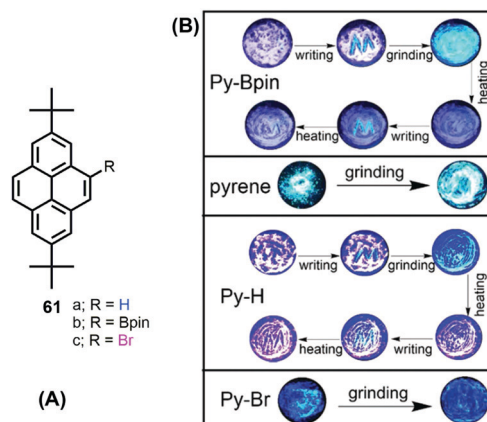 (A)
R
61 a; R = H
b; R = Bpin
c; R = Br
(B)
Py-Bpin
writing
grinding
heating
writing
heating
pyrene
grinding
Py-H
writing
grinding
heating
writing
heating
Py-Br
grinding